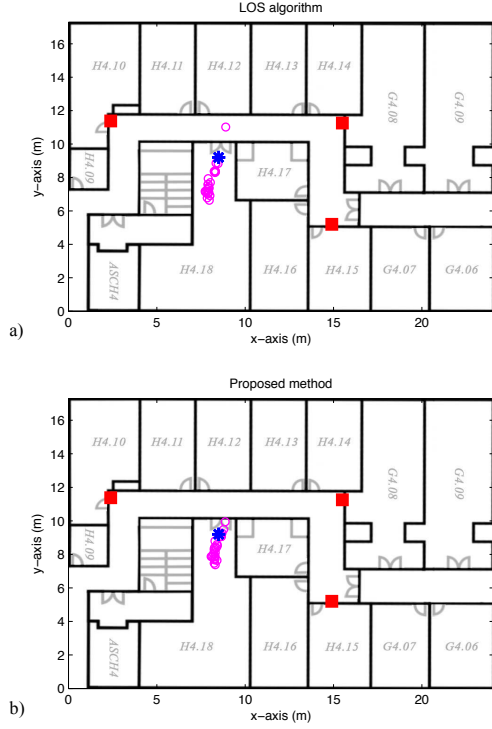 LOS algorithm
16
14
12
10
8
6
4
2
0
y-axis (m)
H4.10 H4.11 H4.12 H4.13 H4.14
G4.08
G4.09
H4.09
H4.17
ASCH4
H4.18 H4.16 H4.15 G4.07 G4.06
0 5 10 15 20
x-axis (m)
a)
Proposed method
16
14
12
10
8
6
4
2
0
y-axis (m)
H4.10 H4.11 H4.12 H4.13 H4.14
G4.08
G4.09
H4.09
H4.17
ASCH4
H4.18 H4.16 H4.15 G4.07 G4.06
0 5 10 15 20
x-axis (m)
b)